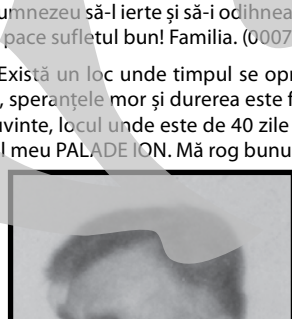 umnezeu să-l ierte și să-i odihnea
pace sufletul bun! Familia. (0007
Există un loc unde timpul se opr
, speranțele mor și durerea este f
uvinte, locul unde este de 40 zile
l meu PALADE ION. Mă rog bunu